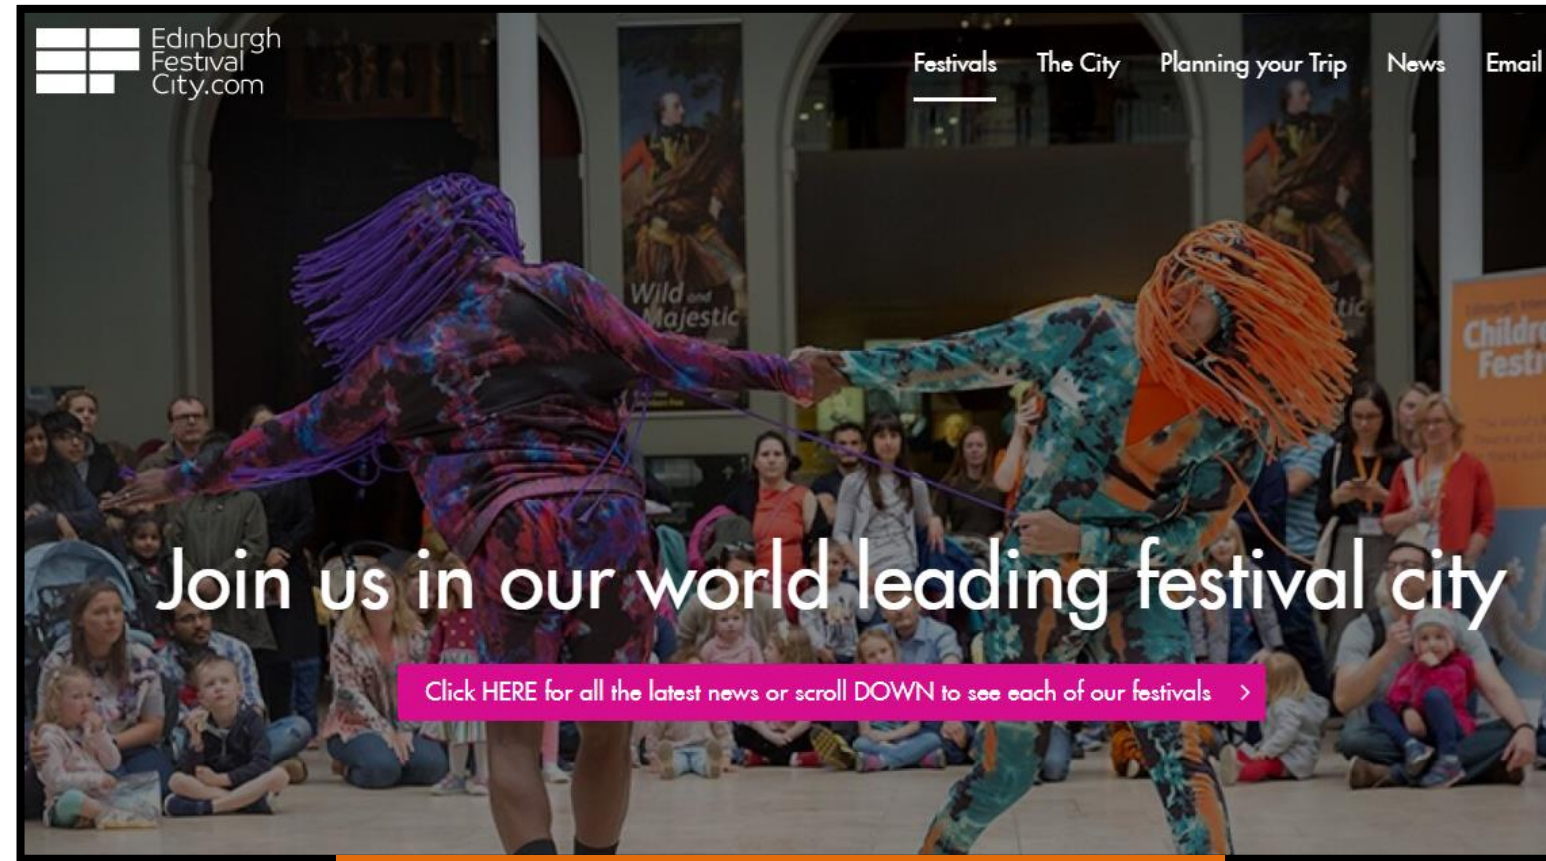 Edinburgh
Festival
City.com
Festivals The City Planning your Trip News Email
Wild and
Majestic
Children
Festi
Join us in our world leading festival city
Click HERE for all the latest news or scroll DOWN to see each of our festivals >